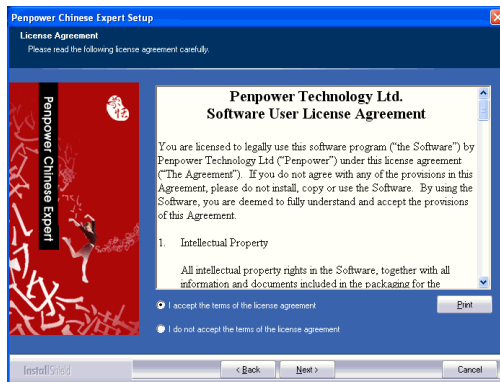 Penpower Chinese Expert Setup
License Agreement
Please read the following license agreement carefully.
Penpower Chinese Expert
Penpower Technology Ltd.
Software User License Agreement
You are licensed to legally use this software program ("the Software") by
Penpower Technology Ltd ("Penpower") under this license agreement
("The Agreement"). If you do not agree with any of the provisions in this
Agreement, please do not install, copy or use the Software. By using the
Software, you are deemed to fully understand and accept the provisions
of this Agreement.
1. Intellectual Property
All intellectual property rights in the Software, together with all
information and documents included in the packaging for the
I accept the terms of the license agreement
Print
I do not accept the terms of the license agreement
InstallShield
< Back
Next >
Cancel